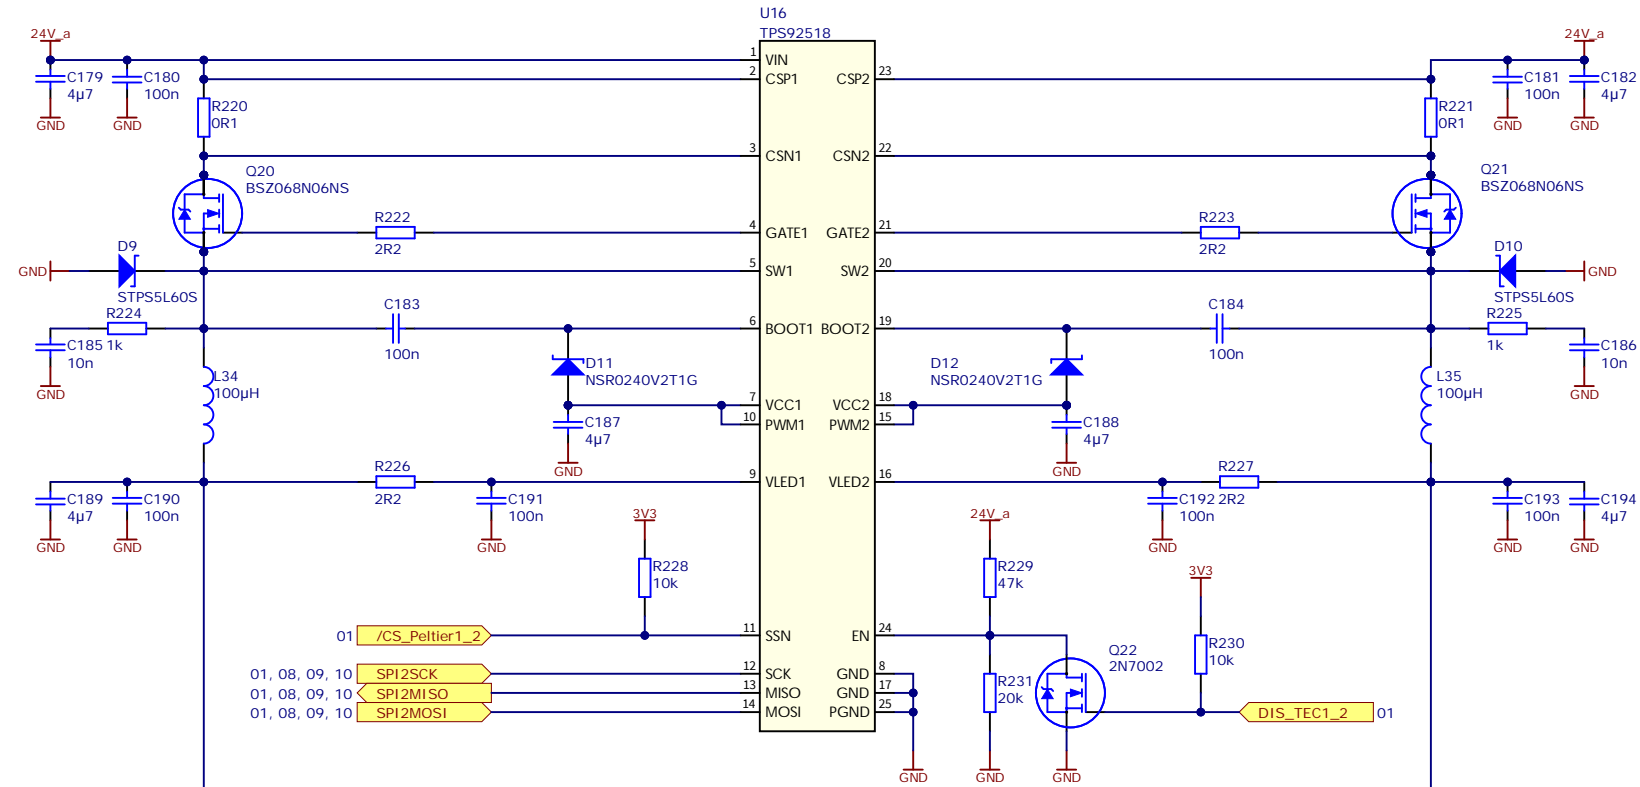 U16
TPS92518
24V_a
C179
4µ7
C180
100n
GND
GND
R220
0R1
Q20
BSZ068N06NS
R222
2R2
D9
GND
STPS5L60S
R224
1k
C185
10n
GND
C183
100n
D11
NSR0240V2T1G
L34
100µH
C187
4µ7
GND
R226
2R2
C189
4µ7
C190
100n
C191
100n
GND
GND
GND
3V3
R228
10k
01 /CS_Peltier1_2
01, 08, 09, 10 SPI2SCK
01, 08, 09, 10 SPI2MISO
01, 08, 09, 10 SPI2MOSI
1 VIN
2 CSP1
3 CSN1
4 GATE1
5 SW1
6 BOOT1
7 VCC1
10 PWM1
9 VLED1
11 SSN
12 SCK
13 MISO
14 MOSI
CSP2 23
CSN2 22
GATE2 21
SW2 20
BOOT2 19
VCC2 18
PWM2 15
VLED2 16
EN 24
GND 8
GND 17
PGND 25
24V_a
C181
100n
C182
4µ7
GND
GND
R221
0R1
Q21
BSZ068N06NS
R223
2R2
D10
GND
STPS5L60S
R225
1k
C186
10n
GND
C184
100n
D12
NSR0240V2T1G
L35
100µH
C188
4µ7
GND
R227
2R2
C192
100n
C193
100n
C194
4µ7
GND
GND
GND
24V_a
R229
47k
3V3
R230
10k
Q22
2N7002
R231
20k
DIS_TEC1_2 01
GND
GND
GND